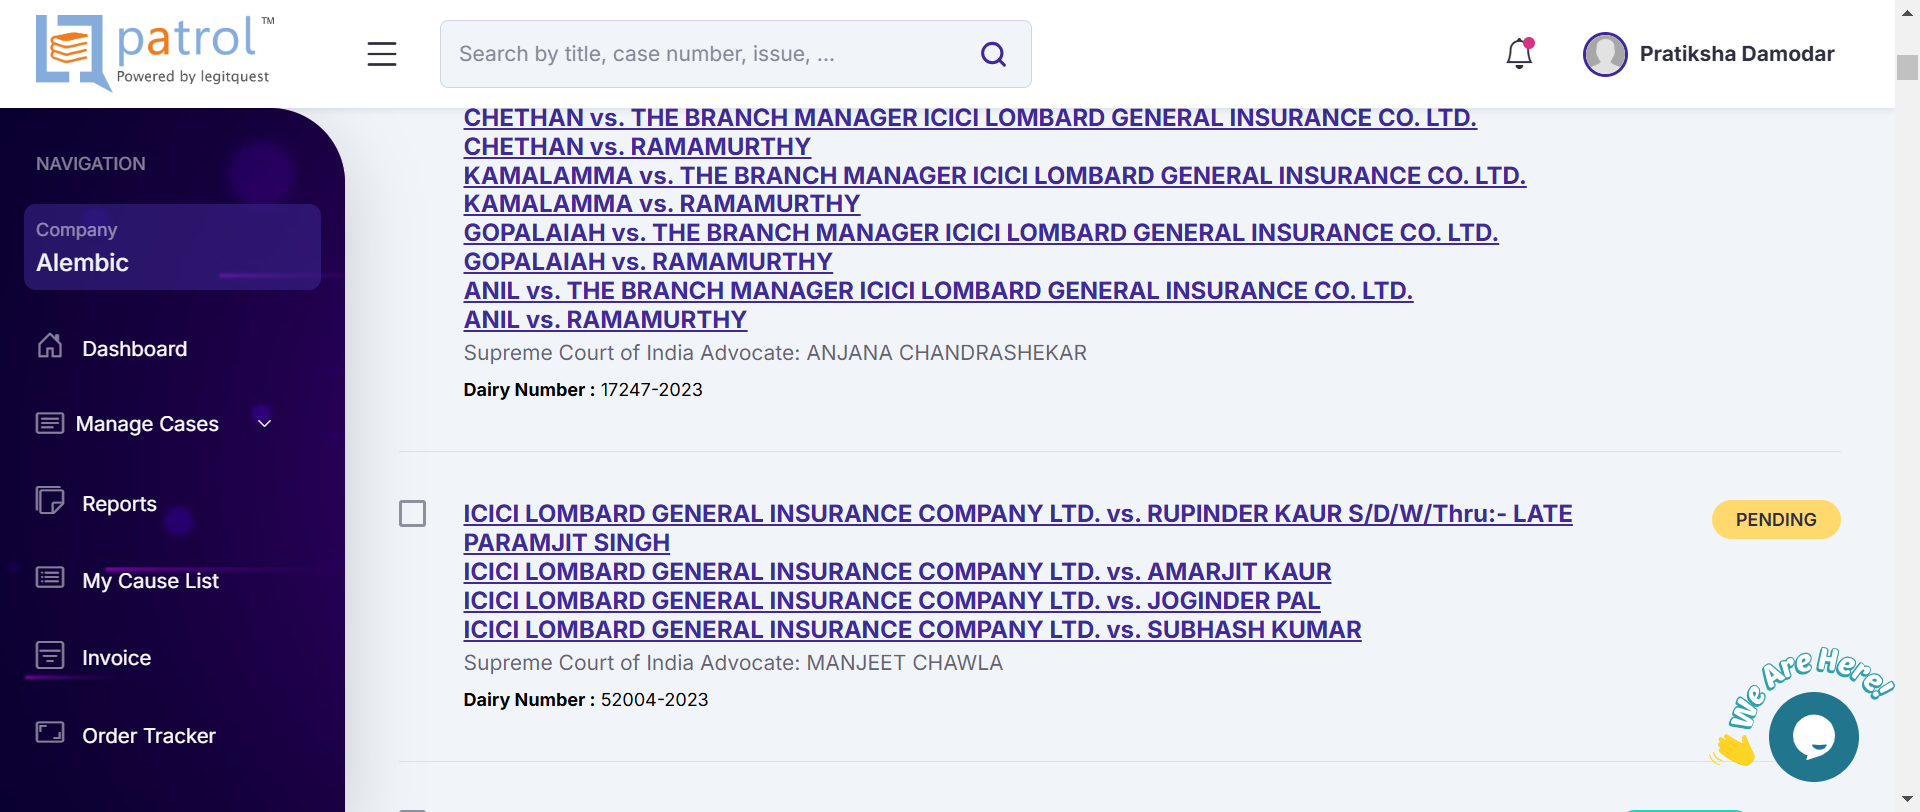 patrol ™
Powered by legitquest
Search by title, case number, issue, ...
Pratiksha Damodar
NAVIGATION
Company
Alembic
Dashboard
Manage Cases
Reports
My Cause List
Invoice
Order Tracker
CHETHAN vs. THE BRANCH MANAGER ICICI LOMBARD GENERAL INSURANCE CO. LTD.
CHETHAN vs. RAMAMURTHY
KAMALAMMA vs. THE BRANCH MANAGER ICICI LOMBARD GENERAL INSURANCE CO. LTD.
KAMALAMMA vs. RAMAMURTHY
GOPALAIAH vs. THE BRANCH MANAGER ICICI LOMBARD GENERAL INSURANCE CO. LTD.
GOPALAIAH vs. RAMAMURTHY
ANIL vs. THE BRANCH MANAGER ICICI LOMBARD GENERAL INSURANCE CO. LTD.
ANIL vs. RAMAMURTHY
Supreme Court of India Advocate: ANJANA CHANDRASHEKAR
Dairy Number : 17247-2023
ICICI LOMBARD GENERAL INSURANCE COMPANY LTD. vs. RUPINDER KAUR S/D/W/Thru:- LATE
PARAMJIT SINGH
ICICI LOMBARD GENERAL INSURANCE COMPANY LTD. vs. AMARJIT KAUR
ICICI LOMBARD GENERAL INSURANCE COMPANY LTD. vs. JOGINDER PAL
ICICI LOMBARD GENERAL INSURANCE COMPANY LTD. vs. SUBHASH KUMAR
Supreme Court of India Advocate: MANJEET CHAWLA
Dairy Number : 52004-2023
PENDING
We Are Here!